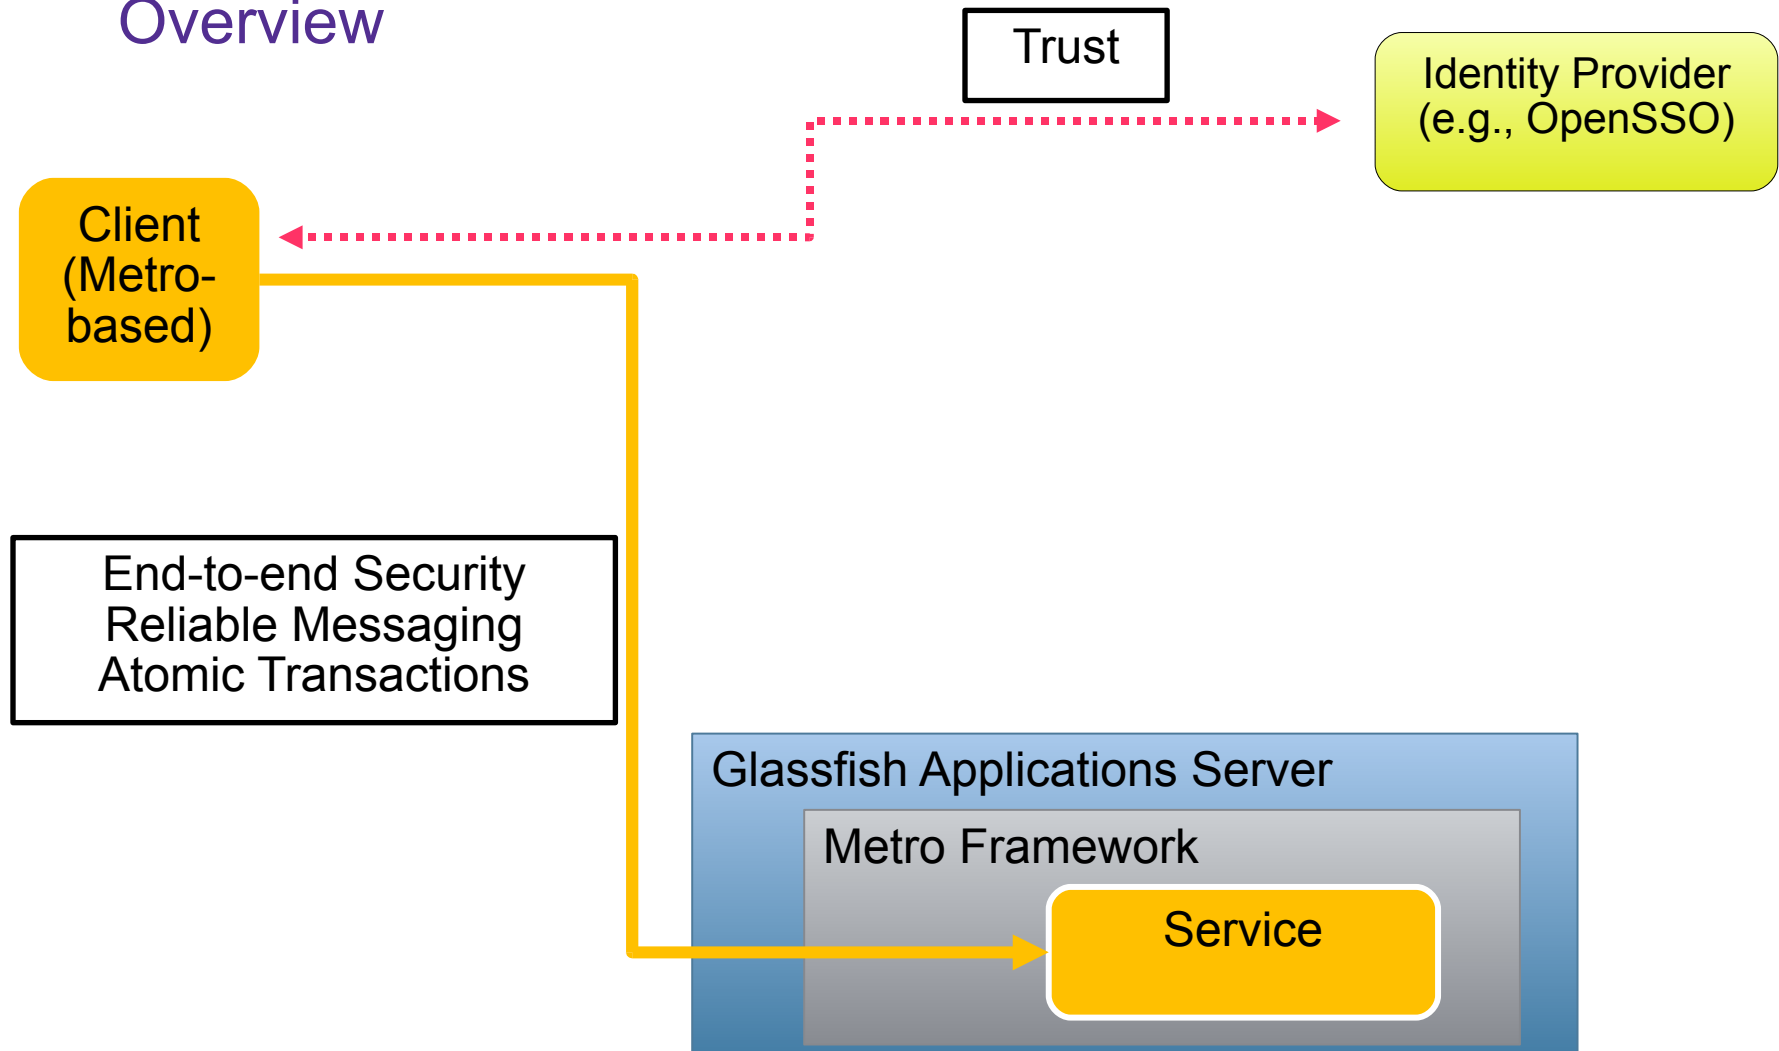 Overview
Trust
Identity Provider
(e.g., OpenSSO)
Client
(Metro-
based)
End-to-end Security
Reliable Messaging
Atomic Transactions
Glassfish Applications Server
Metro Framework
Service